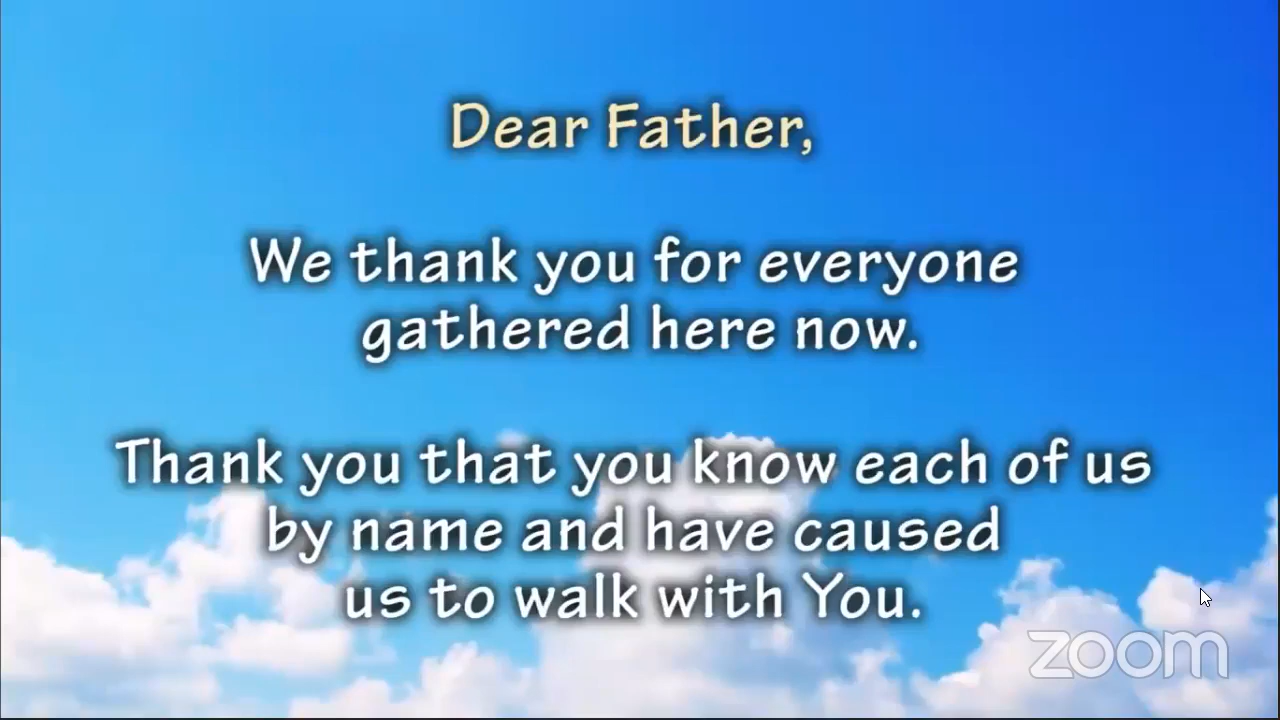 Dear Father,
We thank you for everyone
gathered here now.
Thank you that you know each of us
by name and have caused
us to walk with You.
zoom